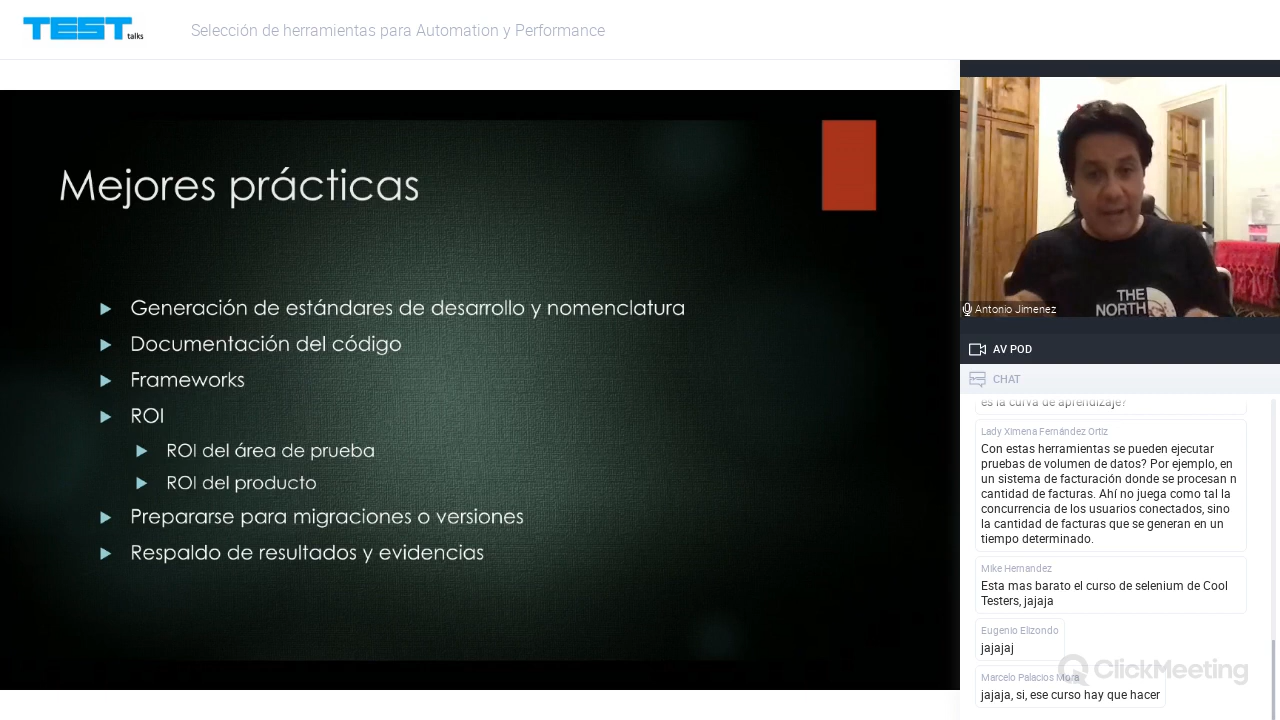 TEST talks
Selección de herramientas para Automation y Performance
Mejores prácticas
Generación de estándares de desarrollo y nomenclatura
Documentación del código
Frameworks
ROI
ROI del área de prueba
ROI del producto
Prepararse para migraciones o versiones
Respaldo de resultados y evidencias
THE
NORTH
Antonio Jimenez
AV POD
CHAT
es la curva de aprendizaje?
Lady Ximena Fernández Ortiz
Con estas herramientas se pueden ejecutar
pruebas de volumen de datos? Por ejemplo, en
un sistema de facturación donde se procesan n
cantidad de facturas. Ahí no juega como tal la
concurrencia de los usuarios conectados, sino
la cantidad de facturas que se generan en un
tiempo determinado.
Mike Hernandez
Esta mas barato el curso de selenium de Cool
Testers, jajaja
Eugenio Elizondo
jajajaj
ClickMeeting
Marcelo Palacios Mora
jajaja, si, ese curso hay que hacer